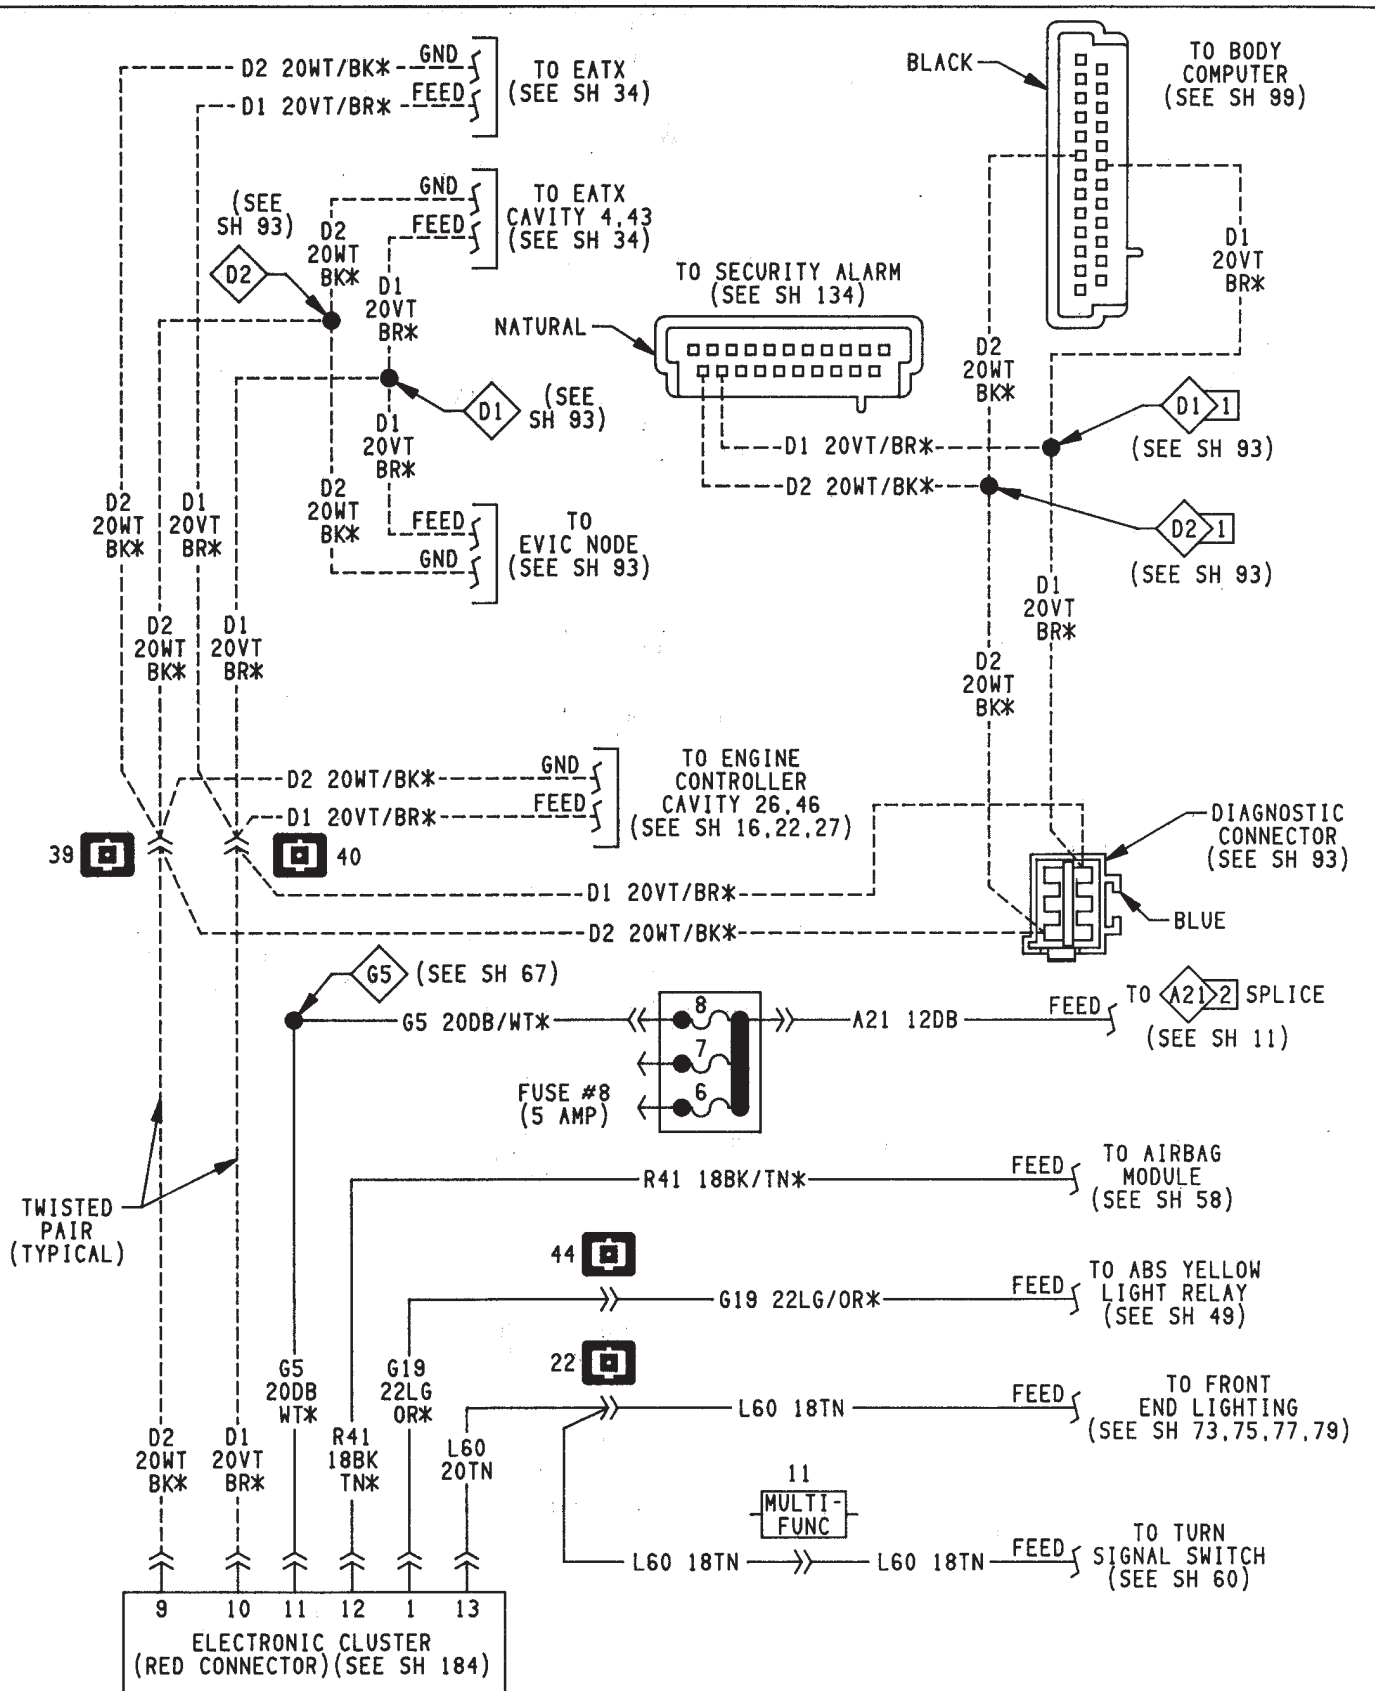 D2 20WT/BK*
GND
D1 20VT/BR*
FEED
TO EATX
(SEE SH 34)
BLACK
TO BODY
COMPUTER
(SEE SH 99)
GND
FEED
TO EATX
CAVITY 4,43
(SEE SH 34)
(SEE
SH 93)
D2
D2
20WT
BK*
D1
20VT
BR*
D1
(SEE
SH 93)
TO SECURITY ALARM
(SEE SH 134)
NATURAL
D1
20VT
BR*
D2
20WT
BK*
D1 1
(SEE SH 93)
D1 20VT/BR*
D2 20WT/BK*
D2 1
(SEE SH 93)
D1
20VT
BR*
D2
20WT
BK*
D2
20WT
BK*
D1
20VT
BR*
FEED
GND
TO
EVIC NODE
(SEE SH 93)
D2
20WT
BK*
D1
20VT
BR*
D1
20VT
BR*
D2
20WT
BK*
D2 20WT/BK*
GND
D1 20VT/BR*
FEED
TO ENGINE
CONTROLLER
CAVITY 26,46
(SEE SH 16,22,27)
39
40
DIAGNOSTIC
CONNECTOR
(SEE SH 93)
BLUE
D1 20VT/BR*
D2 20WT/BK*
G5
(SEE SH 67)
G5 20DB/WT*
8
7
6
FUSE #8
(5 AMP)
A21 12DB
FEED
TO A21 2 SPLICE
(SEE SH 11)
R41 18BK/TN*
FEED
TO AIRBAG
MODULE
(SEE SH 58)
TWISTED
PAIR
(TYPICAL)
44
G19 22LG/OR*
FEED
TO ABS YELLOW
LIGHT RELAY
(SEE SH 49)
22
L60 18TN
FEED
TO FRONT
END LIGHTING
(SEE SH 73,75,77,79)
11
MULTI-
FUNC
L60 18TN
L60 18TN
FEED
TO TURN
SIGNAL SWITCH
(SEE SH 60)
D2
20WT
BK*
D1
20VT
BR*
G5
20DB
WT*
R41
18BK
TN*
G19
22LG
OR*
L60
20TN
9 10 11 12 1 13
ELECTRONIC CLUSTER
(RED CONNECTOR)(SEE SH 184)